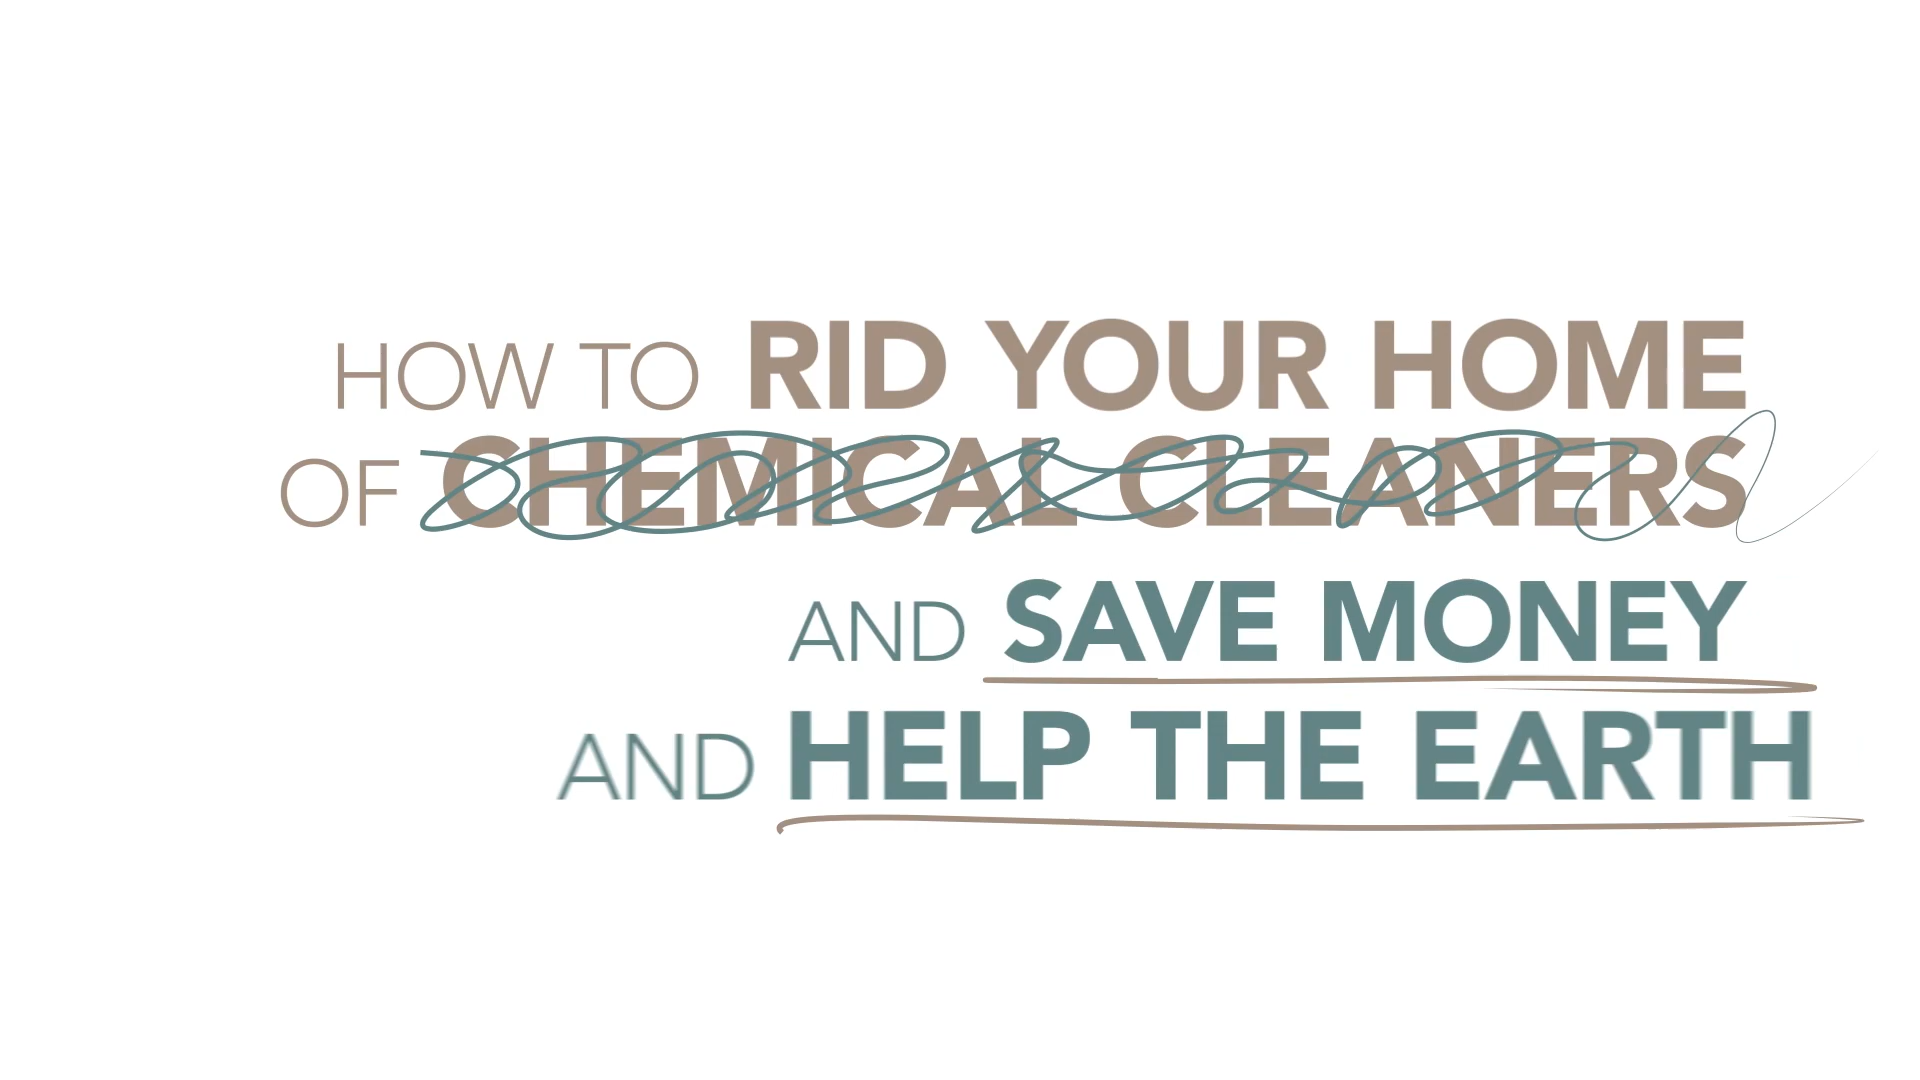 HOW TO RID YOUR HOME
OF CHEMICAL CLEANERS
AND SAVE MONEY
AND HELP THE EARTH